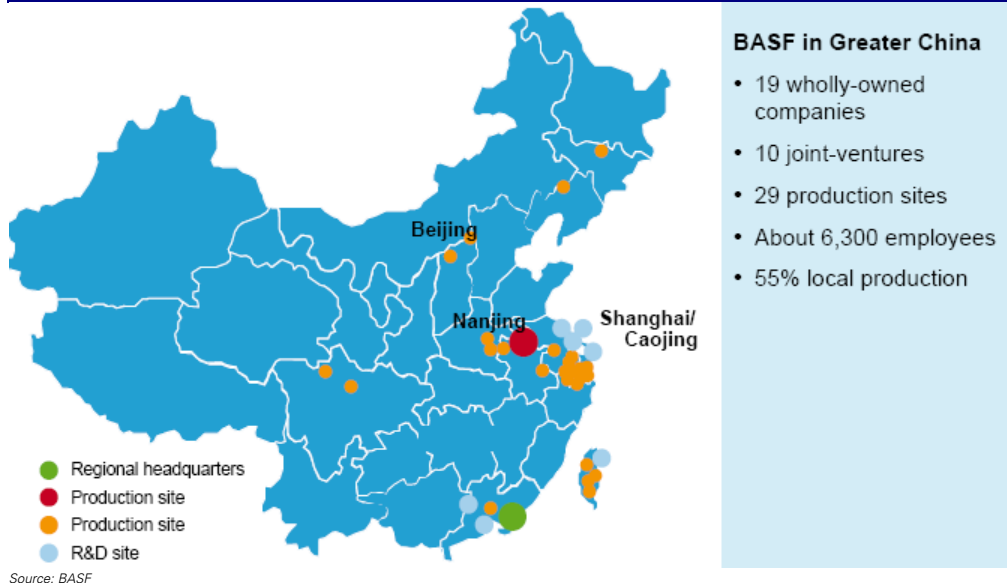 BASF in Greater China
• 19 wholly-owned
companies
• 10 joint-ventures
• 29 production sites
• About 6,300 employees
• 55% local production
Beijing
Nanjing
Shanghai/
Caojing
Regional headquarters
Production site
Production site
R&D site
Source: BASF